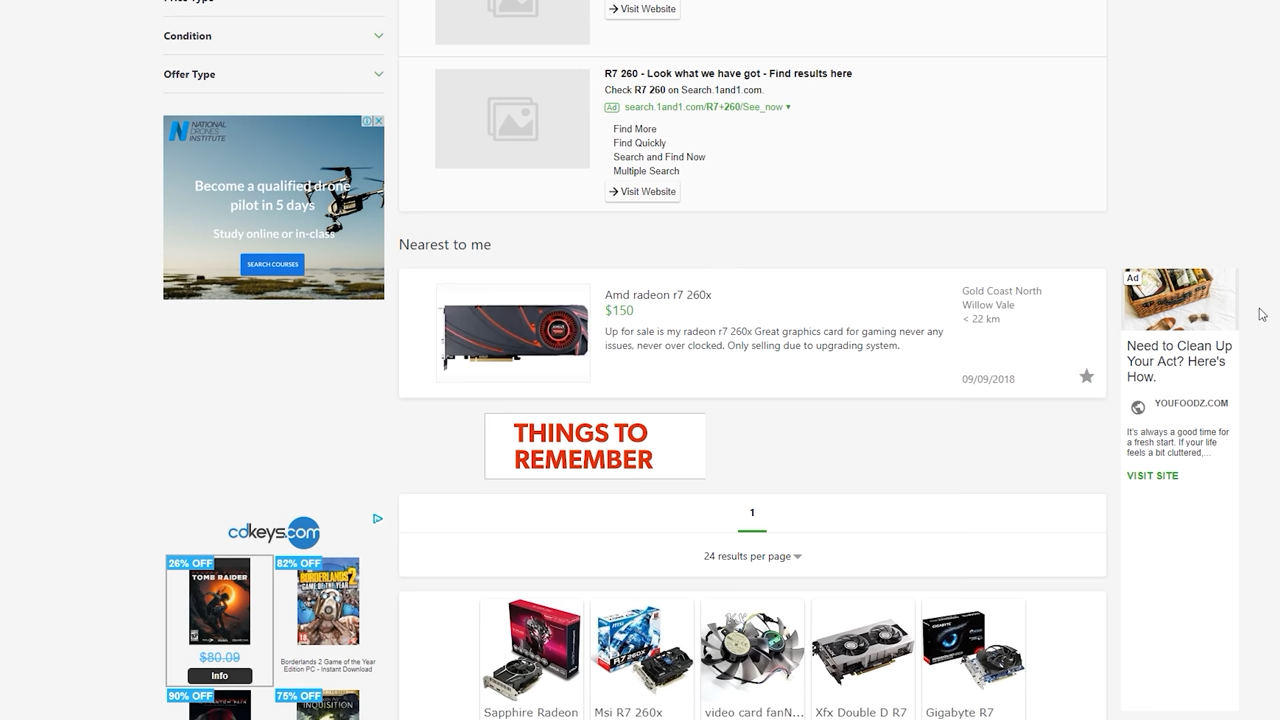 Price Type
Condition
Offer Type
NATIONAL
DRONES
INSTITUTE
Become a qualified drone
pilot in 5 days
Study online or in-class
SEARCH COURSES
Visit Website
R7 260 - Look what we have got - Find results here
Check R7 260 on Search.1and1.com.
Ad search.1and1.com/R7+260/See_now
Find More
Find Quickly
Search and Find Now
Multiple Search
Visit Website
Nearest to me
Amd radeon r7 260x
$150
Up for sale is my radeon r7 260x Great graphics card for gaming never any
issues, never over clocked. Only selling due to upgrading system.
Gold Coast North
Willow Vale
< 22 km
09/09/2018
THINGS TO
REMEMBER
1
24 results per page
Ad
Need to Clean Up
Your Act? Here's
How.
YOUFOODZ.COM
It's always a good time for
a fresh start. If your life
feels a bit cluttered,...
VISIT SITE
cdkeys.com
26% OFF
TOMB RAIDER
$80.09
Info
82% OFF
BORDERLANDS 2
GAME OF THE YEAR
Borderlands 2 Game of the Year
Edition PC - Instant Download
90% OFF
75% OFF
INQUISITION
Sapphire Radeon
Msi R7 260x
video card fanN...
Xfx Double D R7
Gigabyte R7